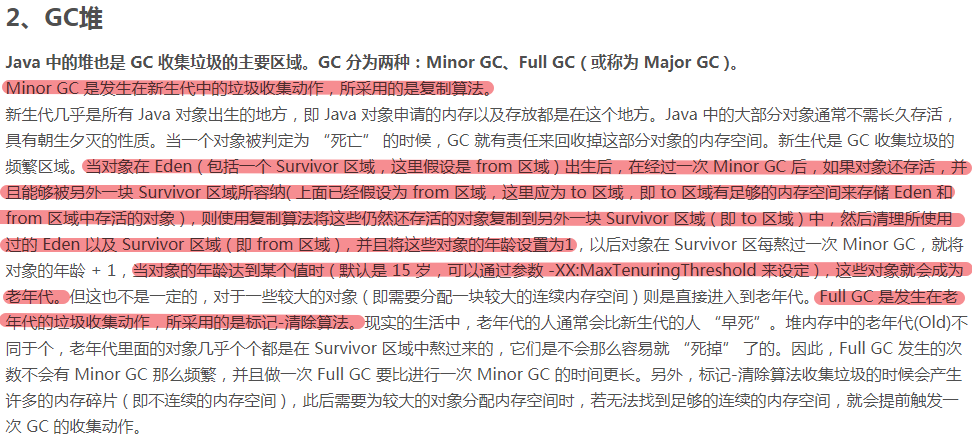 2、GC堆
Java 中的堆也是 GC 收集垃圾的主要区域。GC 分为两种：Minor GC、Full GC ( 或称为 Major GC )。
Minor GC 是发生在新生代中的垃圾收集动作，所采用的是复制算法。
新生代几乎是所有 Java 对象出生的地方，即 Java 对象申请的内存以及存放都是在这个地方。Java 中的大部分对象通常不需长久存活，
具有朝生夕灭的性质。当一个对象被判定为 “死亡” 的时候，GC 就有责任来回收掉这部分对象的内存空间。新生代是 GC 收集垃圾的
频繁区域。当对象在 Eden ( 包括一个 Survivor 区域，这里假设是 from 区域 ) 出生后，在经过一次 Minor GC 后，如果对象还存活，并
且能够被另外一块 Survivor 区域所容纳( 上面已经假设为 from 区域，这里应为 to 区域，即 to 区域有足够的内存空间来存储 Eden 和
from 区域中存活的对象 )，则使用复制算法将这些仍然还存活的对象复制到另外一块 Survivor 区域 ( 即 to 区域 ) 中，然后清理所使用
过的 Eden 以及 Survivor 区域 ( 即 from 区域 )，并且将这些对象的年龄设置为1，以后对象在 Survivor 区每熬过一次 Minor GC，就将
对象的年龄 + 1，当对象的年龄达到某个值时 ( 默认是 15 岁，可以通过参数 -XX:MaxTenuringThreshold 来设定 )，这些对象就会成为
老年代。但这也不是一定的，对于一些较大的对象 ( 即需要分配一块较大的连续内存空间 ) 则是直接进入到老年代。Full GC 是发生在老
年代的垃圾收集动作，所采用的是标记-清除算法。现实的生活中，老年代的人通常会比新生代的人 “早死”。堆内存中的老年代(Old)不
同于个，老年代里面的对象几乎个个都是在 Survivor 区域中熬过来的，它们是不会那么容易就 “死掉” 了的。因此，Full GC 发生的次
数不会有 Minor GC 那么频繁，并且做一次 Full GC 要比进行一次 Minor GC 的时间更长。另外，标记-清除算法收集垃圾的时候会产生
许多的内存碎片 ( 即不连续的内存空间 )，此后需要为较大的对象分配内存空间时，若无法找到足够的连续的内存空间，就会提前触发一
次 GC 的收集动作。